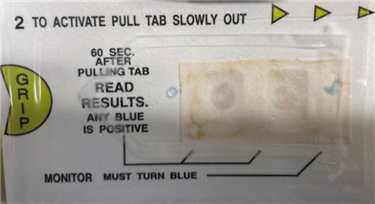 2 TO ACTIVATE PULL TAB SLOWLY OUT
GRIP
60 SEC.
AFTER
PULLING TAB
READ
RESULTS.
ANY BLUE
IS POSITIVE
MONITOR MUST TURN BLUE